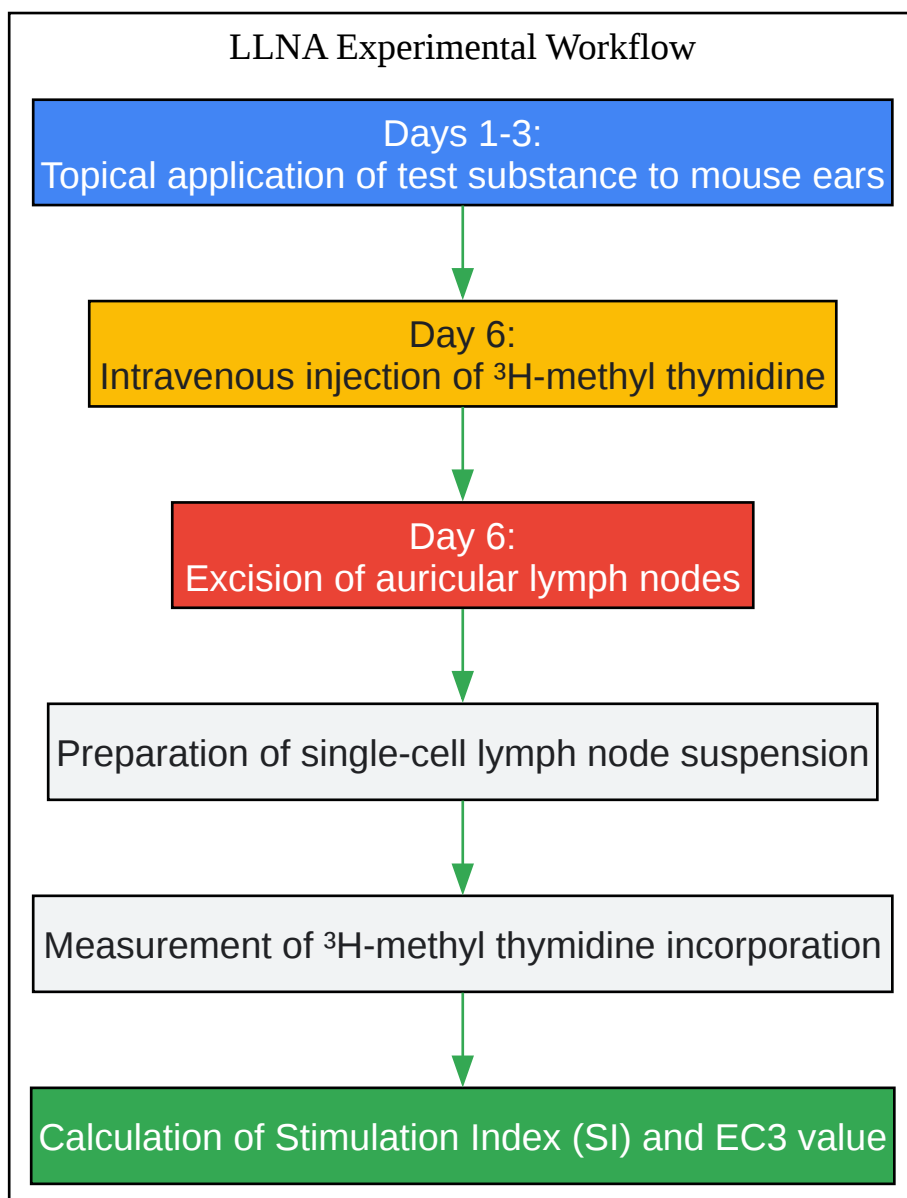 LLNA Experimental Workflow
Days 1-3:
Topical application of test substance to mouse ears
Day 6:
Intravenous injection of ³H-methyl thymidine
Day 6:
Excision of auricular lymph nodes
Preparation of single-cell lymph node suspension
Measurement of ³H-methyl thymidine incorporation
Calculation of Stimulation Index (SI) and EC3 value